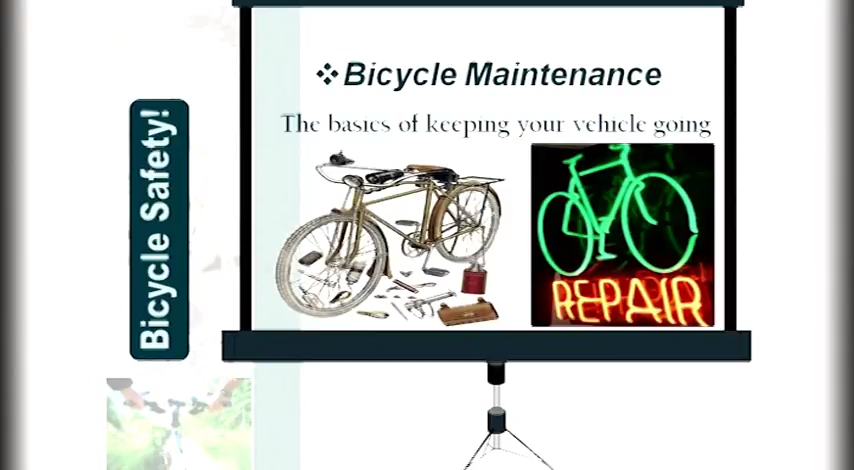 ❖Bicycle Maintenance
The basics of keeping your vehicle going
Bicycle Safety!
REPAIR